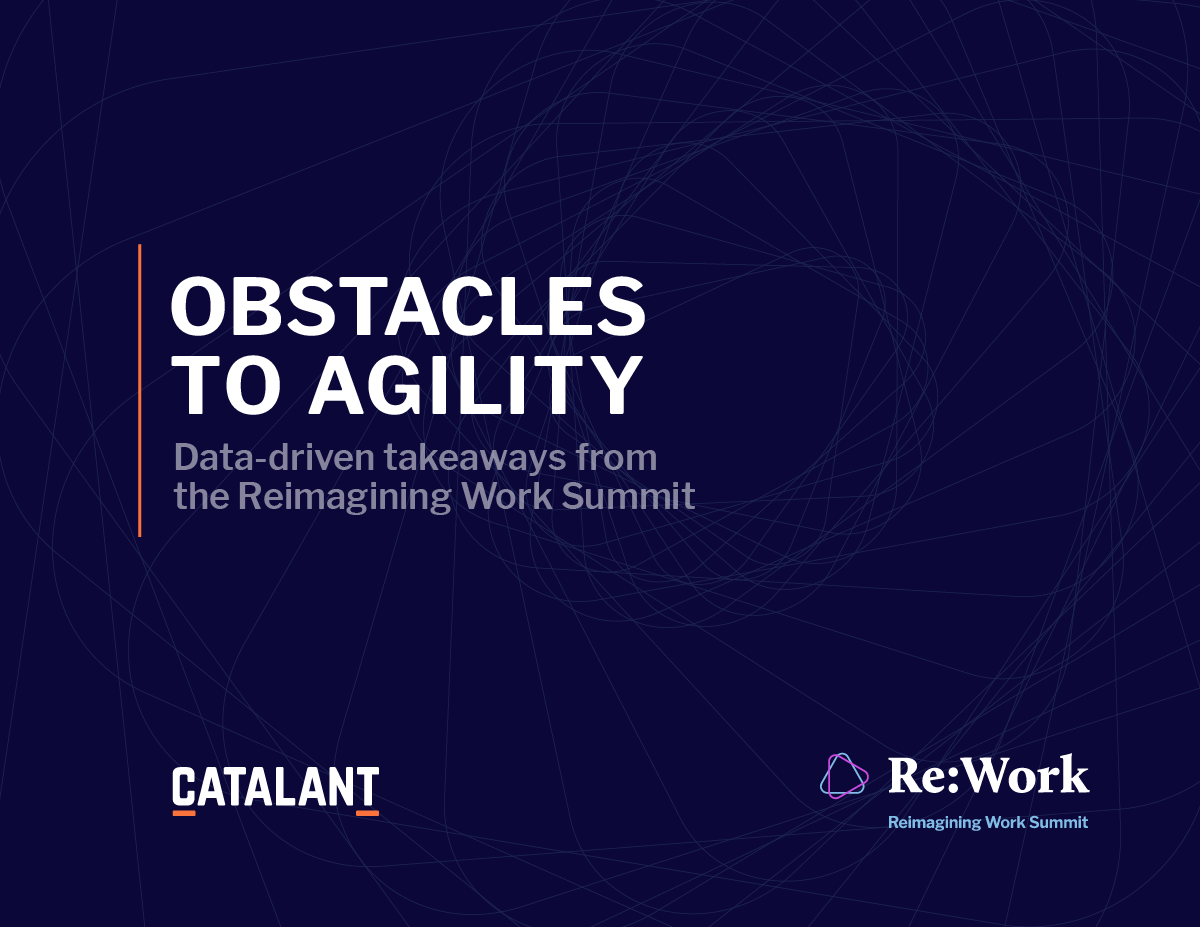 OBSTACLES
TO AGILITY
Data-driven takeaways from
the Reimagining Work Summit
CATALANT
Re:Work
Reimagining Work Summit